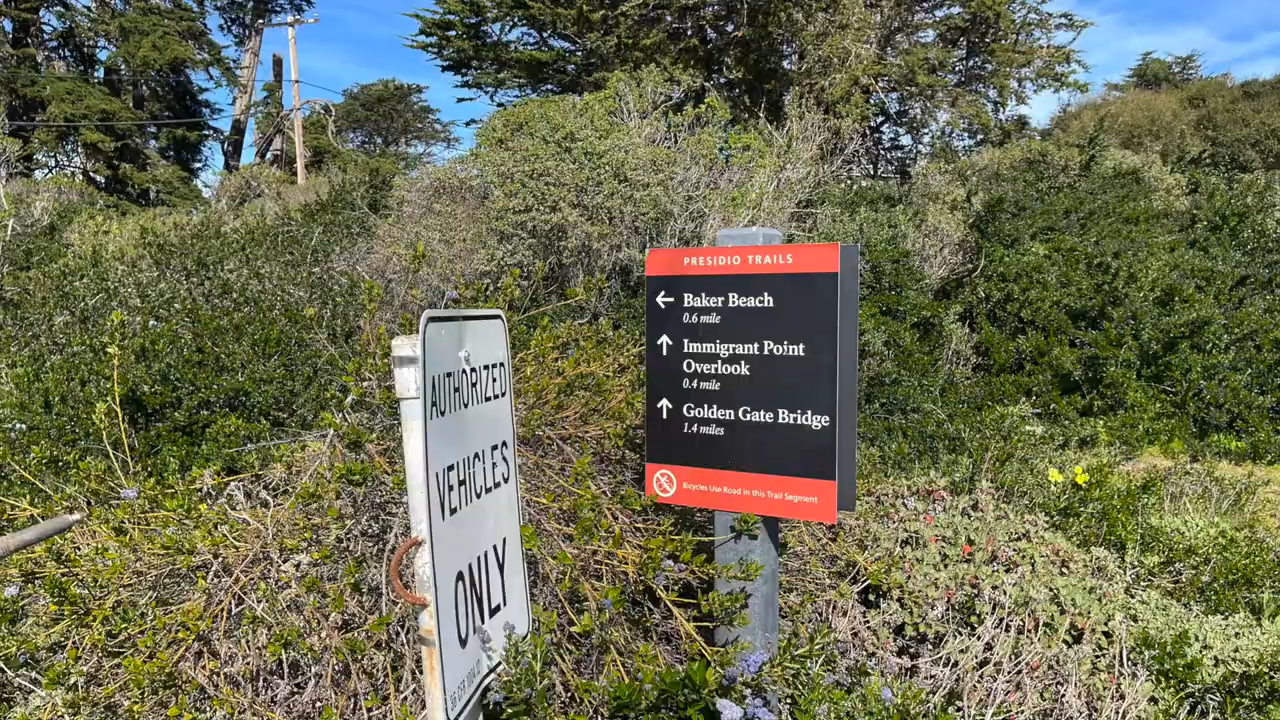 AUTHORIZED
VEHICLES
ONLY
PRESIDIO TRAILS
Baker Beach
0.6 mile
Immigrant Point
Overlook
0.4 mile
Golden Gate Bridge
1.4 miles
Bicycles Use Road in this Trail Segment